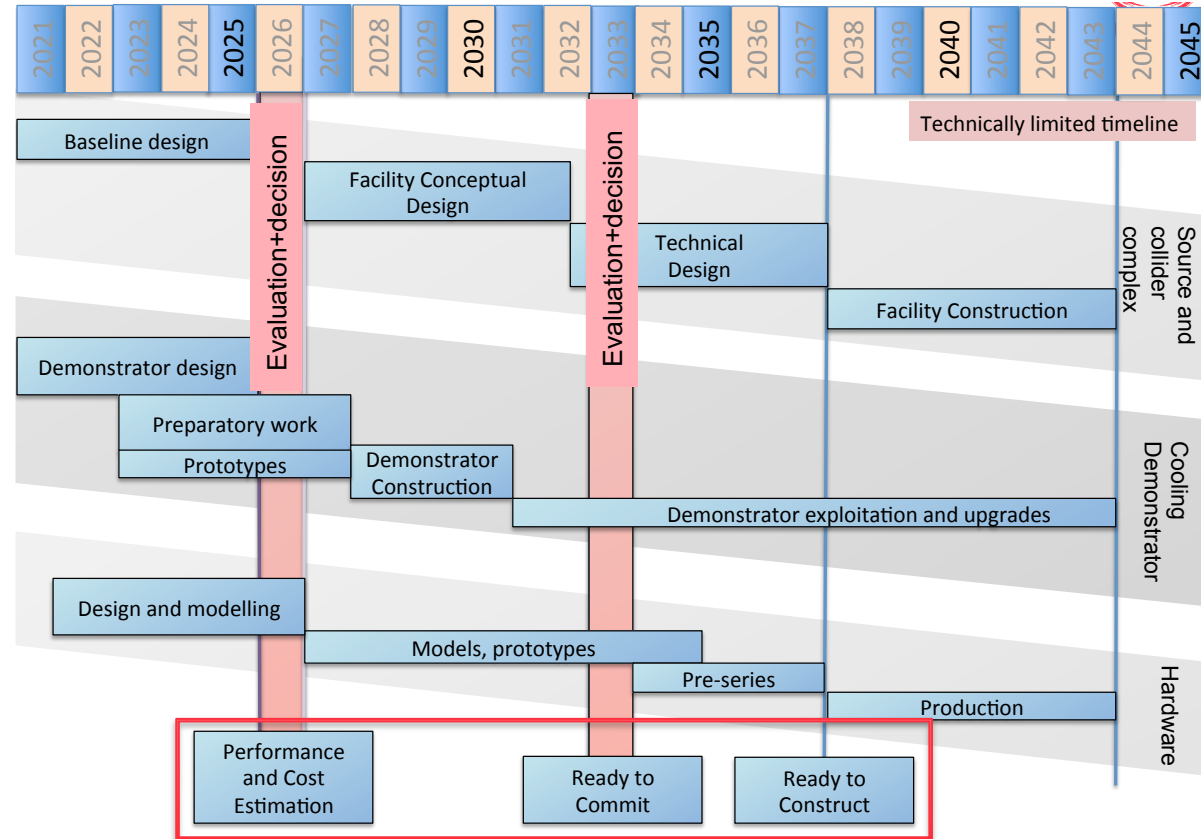 2021 2022 2023 2024 2025 2026 2027 2028 2029 2030 2031 2032 2033 2034 2035 2036 2037 2038 2039 2040 2041 2042 2043 2044 2045
Technically limited timeline
Baseline design
Evaluation+decision
Evaluation+decision
Facility Conceptual
Design
Technical
Design
Facility Construction
Source and
collider
complex
Demonstrator design
Preparatory work
Prototypes
Demonstrator
Construction
Demonstrator exploitation and upgrades
Cooling
Demonstrator
Design and modelling
Models, prototypes
Pre-series
Production
Hardware
Performance
and Cost
Estimation
Ready to
Commit
Ready to
Construct